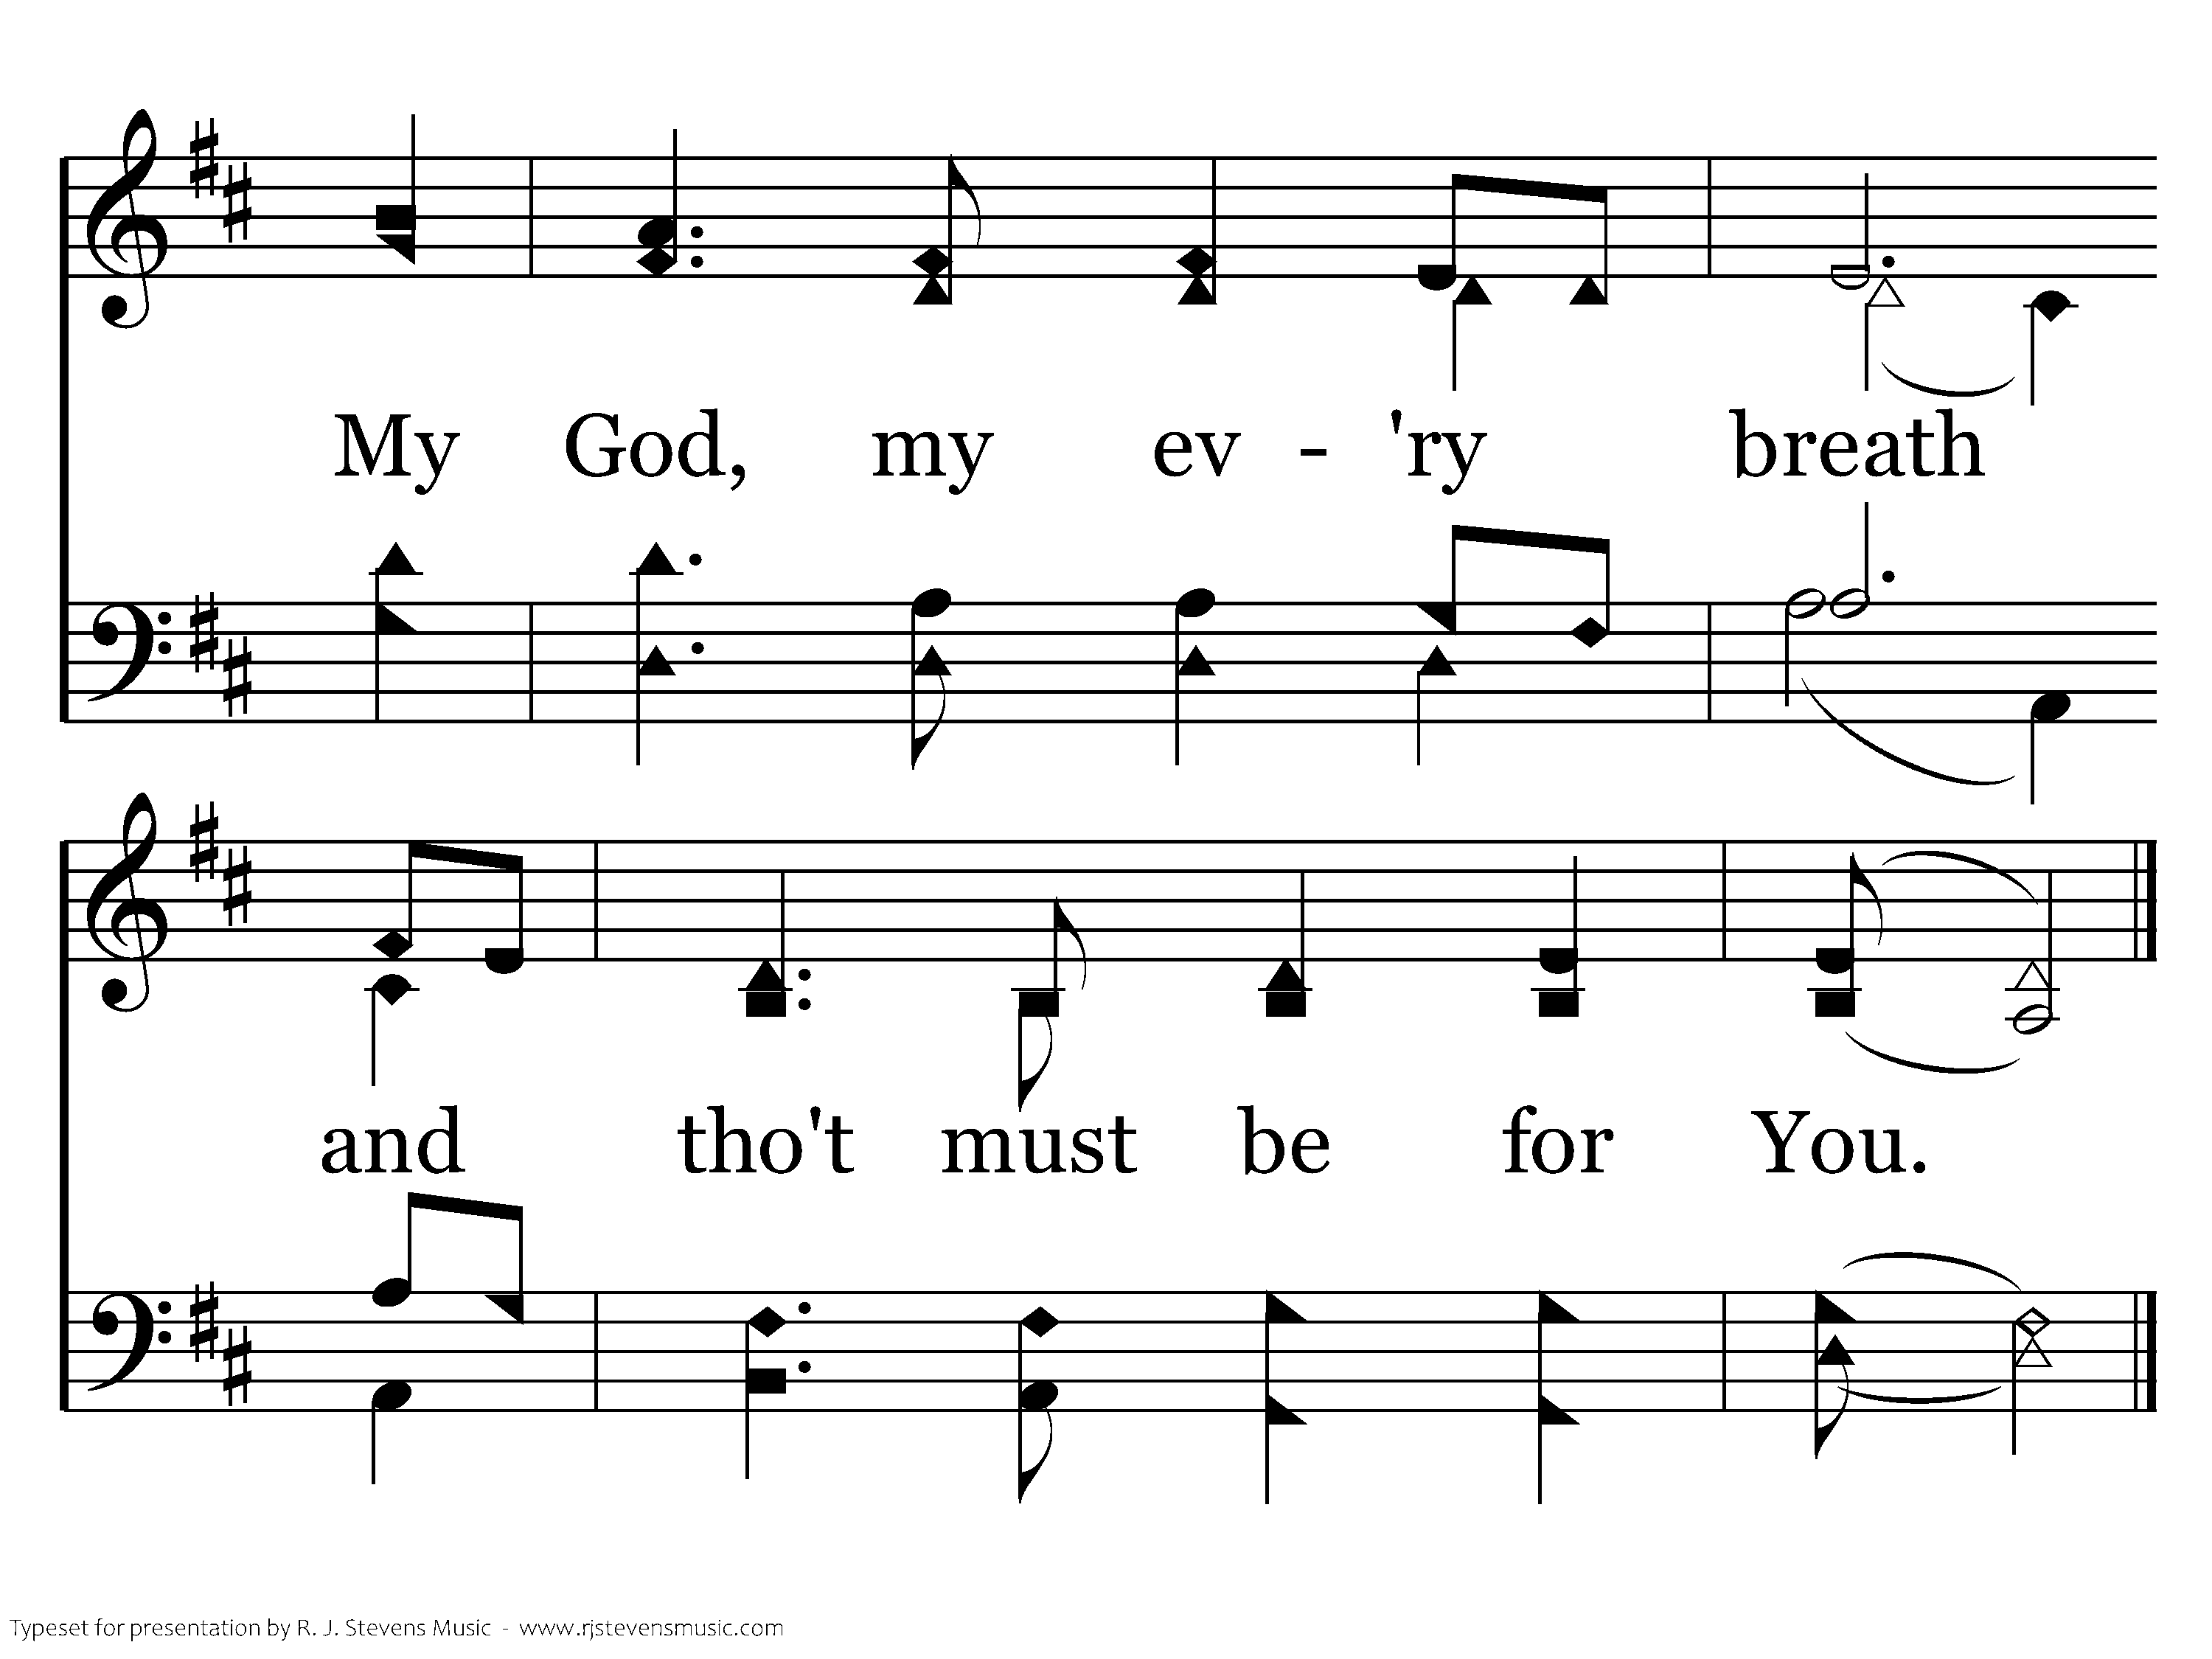 My God, my ev - 'ry breath
and tho't must be for You.
Typeset for presentation by R. J. Stevens Music - www.rjstevensmusic.com